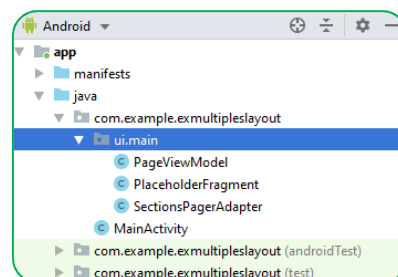 Android
app
manifests
java
com.example.exmultipleslayout
ui.main
PageViewModel
PlaceholderFragment
SectionsPagerAdapter
MainActivity
com.example.exmultipleslayout (androidTest)
com.example.exmultipleslayout (test)